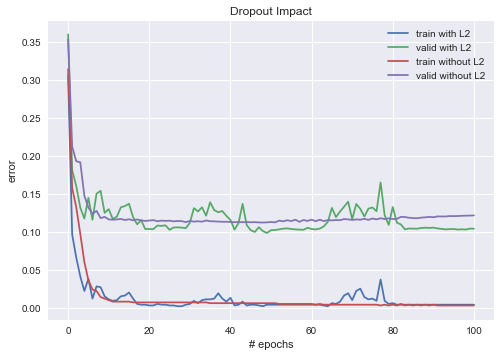 Dropout Impact
train with L2
valid with L2
train without L2
valid without L2
error
0.35
0.30
0.25
0.20
0.15
0.10
0.05
0.00
0 20 40 60 80 100
# epochs